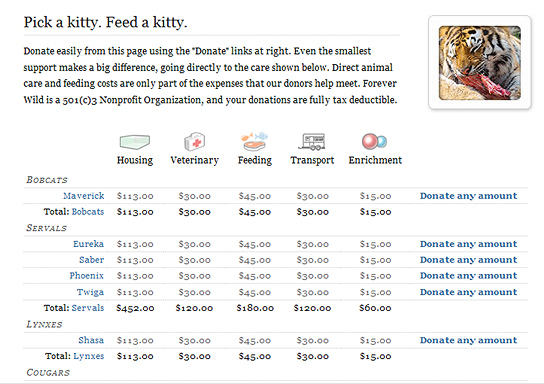 Pick a kitty. Feed a kitty.
Donate easily from this page using the "Donate" links at right. Even the smallest
support makes a big difference, going directly to the care shown below. Direct animal
care and feeding costs are only part of the expenses that our donors help meet. Forever
Wild is a 501(c)3 Nonprofit Organization, and your donations are fully tax deductible.
Housing Veterinary Feeding Transport Enrichment
Bobcats
Maverick $113.00 $30.00 $45.00 $30.00 $15.00 Donate any amount
Total: Bobcats $113.00 $30.00 $45.00 $30.00 $15.00
Servals
Eureka $113.00 $30.00 $45.00 $30.00 $15.00 Donate any amount
Saber $113.00 $30.00 $45.00 $30.00 $15.00 Donate any amount
Phoenix $113.00 $30.00 $45.00 $30.00 $15.00 Donate any amount
Twiga $113.00 $30.00 $45.00 $30.00 $15.00 Donate any amount
Total: Servals $452.00 $120.00 $180.00 $120.00 $60.00
Lynxes
Shasa $113.00 $30.00 $45.00 $30.00 $15.00 Donate any amount
Total: Lynxes $113.00 $30.00 $45.00 $30.00 $15.00
Cougars